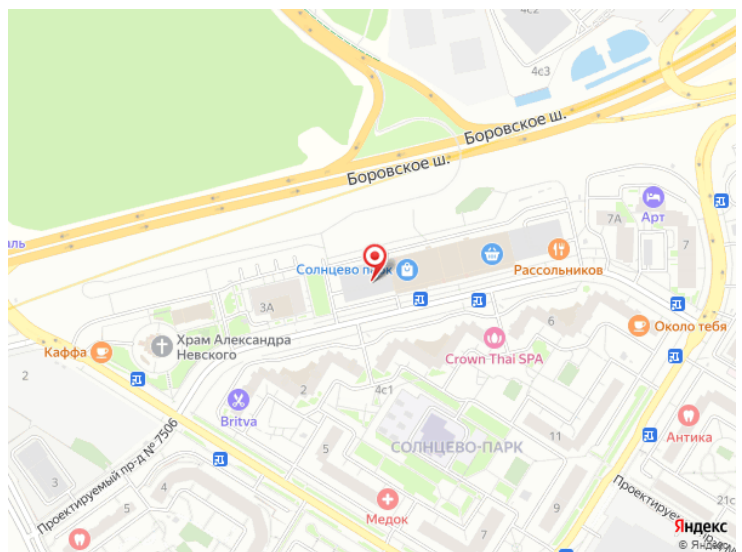 4с2
4с3
Боровское ш.
Боровское ш.
Арт
7А
7
Солнцево парк
Рассольников
3А
6
Около тебя
Храм Александра
Невского
Каффа
Crown Thai SPA
2
2
4с1
Britva
СОЛНЦЕВО-ПАРК
11
Антика
5
Проектируемый пр-д № 7506
3
Медок
9
7
4
5
Яндекс
© Яндекс